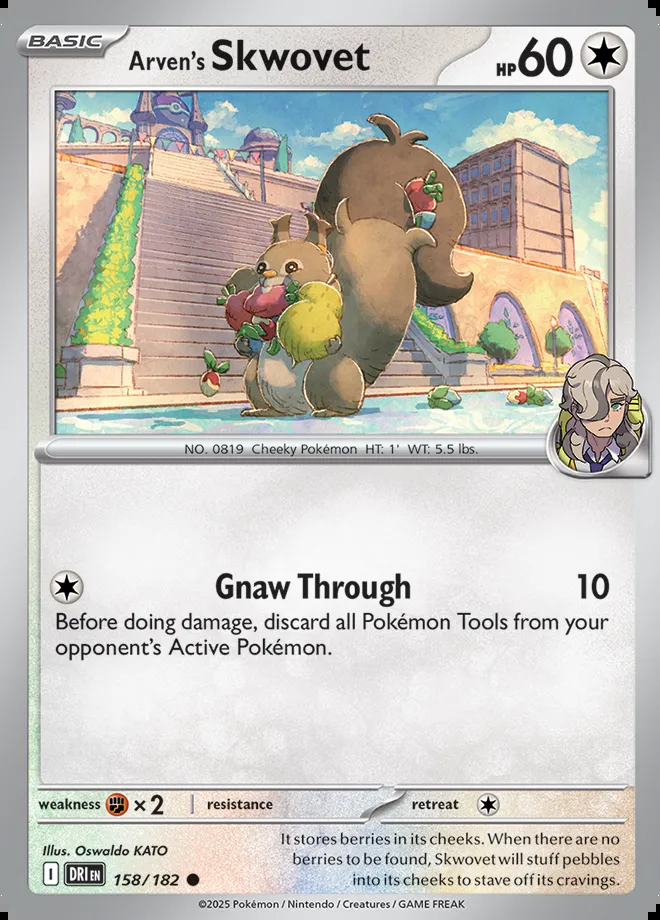 BASIC
Arven's Skwovet
HP 60
NO. 0819 Cheeky Pokémon HT: 1' WT: 5.5 lbs.
Gnaw Through 10
Before doing damage, discard all Pokémon Tools from your
opponent's Active Pokémon.
weakness ×2 resistance retreat
Illus. Oswaldo KATO
I DRI EN 158/182
It stores berries in its cheeks. When there are no
berries to be found, Skwovet will stuff pebbles
into its cheeks to stave off its cravings.
©2025 Pokémon / Nintendo / Creatures / GAME FREAK